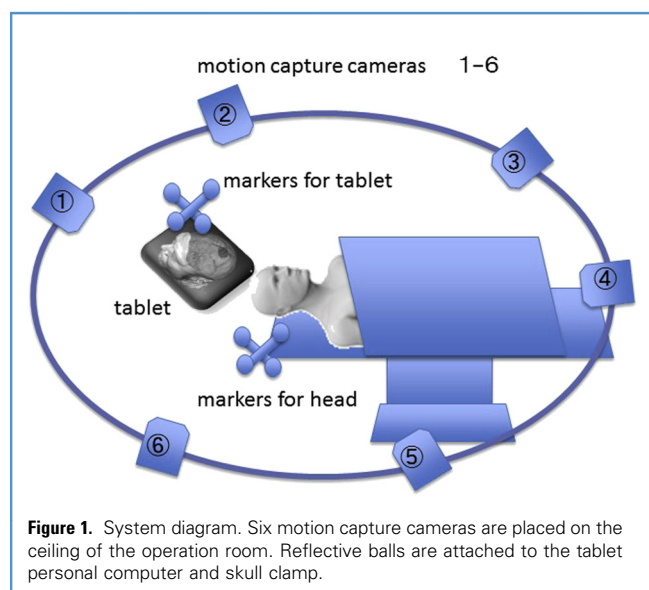 motion capture cameras 1-6
②
③
①
markers for tablet
④
tablet
markers for head
⑥
⑤
Figure 1. System diagram. Six motion capture cameras are placed on the
ceiling of the operation room. Reflective balls are attached to the tablet
personal computer and skull clamp.